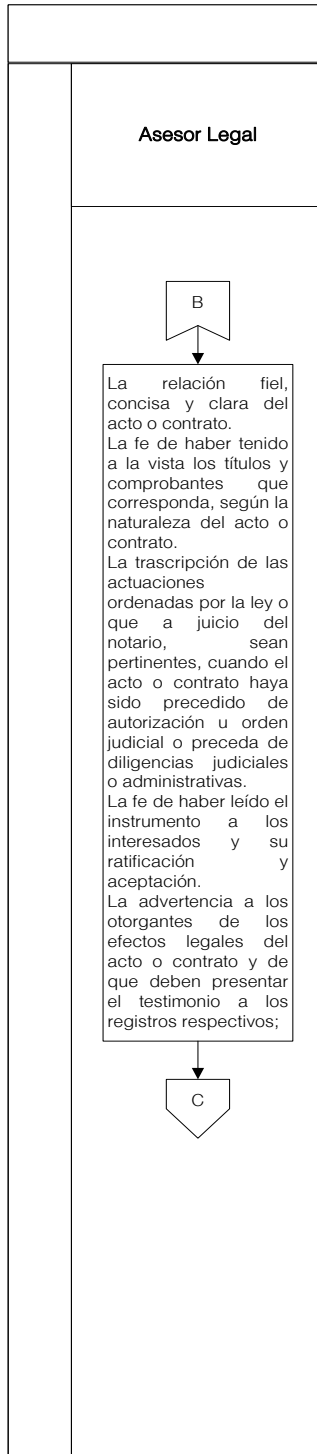 Asesor Legal
B
La relación fiel,
concisa y clara del
acto o contrato.
La fe de haber tenido
a la vista los títulos y
comprobantes que
corresponda, según la
naturaleza del acto o
contrato.
La trascripción de las
actuaciones
ordenadas por la ley o
que a juicio del
notario, sean
pertinentes, cuando el
acto o contrato haya
sido precedido de
autorización u orden
judicial o preceda de
diligencias judiciales
o administrativas.
La fe de haber leído el
instrumento a los
interesados y su
ratificación y
aceptación.
La advertencia a los
otorgantes de los
efectos legales del
acto o contrato y de
que deben presentar
el testimonio a los
registros respectivos;
C